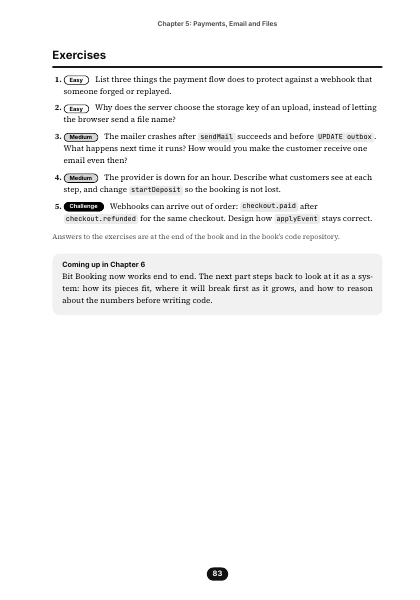 Chapter 5: Payments, Email and Files
Exercises
1. Easy List three things the payment flow does to protect against a webhook that
someone forged or replayed.
2. Easy Why does the server choose the storage key of an upload, instead of letting
the browser send a file name?
3. Medium The mailer crashes after sendMail succeeds and before UPDATE outbox.
What happens next time it runs? How would you make the customer receive one
email even then?
4. Medium The provider is down for an hour. Describe what customers see at each
step, and change startDeposit so the booking is not lost.
5. Challenge Webhooks can arrive out of order: checkout.paid after
checkout.refunded for the same checkout. Design how applyEvent stays correct.
Answers to the exercises are at the end of the book and in the book's code repository.
Coming up in Chapter 6
Bit Booking now works end to end. The next part steps back to look at it as a sys-
tem: how its pieces fit, where it will break first as it grows, and how to reason
about the numbers before writing code.
83